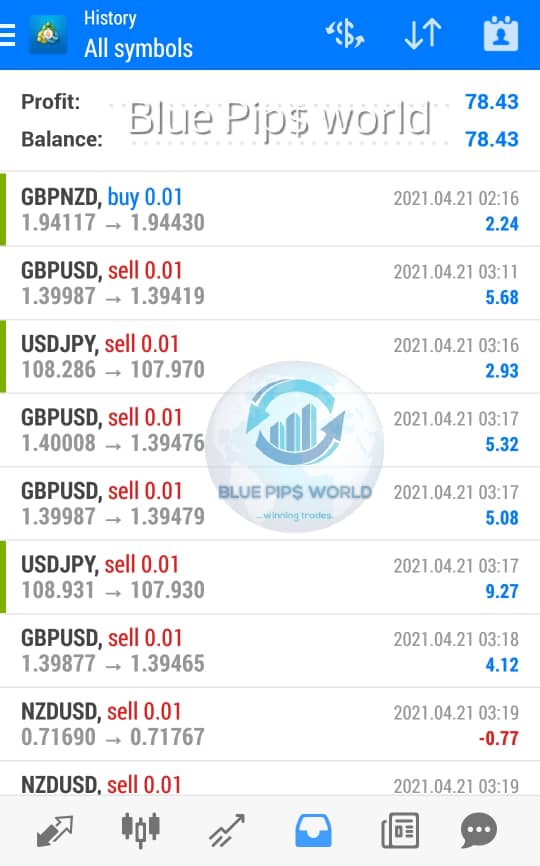 History
All symbols
Profit: 78.43
Blue Pip$ world
Balance: 78.43
GBPNZD, buy 0.01 2021.04.21 02:16
1.94117 → 1.94430 2.24
GBPUSD, sell 0.01 2021.04.21 03:11
1.39987 → 1.39419 5.68
USDJPY, sell 0.01 2021.04.21 03:16
108.286 → 107.970 2.93
GBPUSD, sell 0.01 2021.04.21 03:17
1.40008 → 1.39476 5.32
GBPUSD, sell 0.01 2021.04.21 03:17
BLUE PIP$ WORLD
1.39987 → 1.39479 5.08
...winning trades.
USDJPY, sell 0.01 2021.04.21 03:17
108.931 → 107.930 9.27
GBPUSD, sell 0.01 2021.04.21 03:18
1.39877 → 1.39465 4.12
NZDUSD, sell 0.01 2021.04.21 03:19
0.71690 → 0.71767 -0.77
NZDUSD, sell 0.01 2021.04.21 03:19